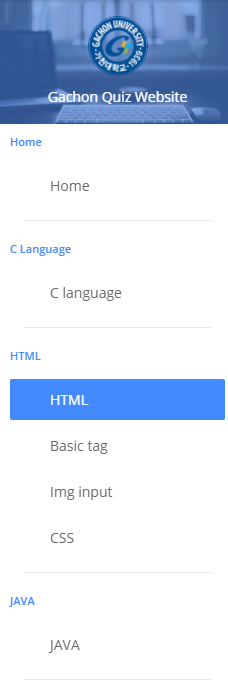 GACHON UNIVERSITY
가천대학교·1939
Gachon Quiz Website
Home
Home
C Language
C language
HTML
HTML
Basic tag
Img input
CSS
JAVA
JAVA